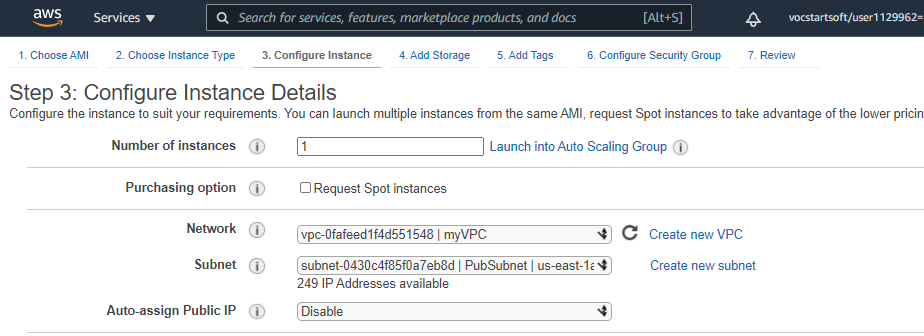 aws Services Search for services, features, marketplace products, and docs [Alt+S] vocstartsoft/user1129962=
1. Choose AMI 2. Choose Instance Type 3. Configure Instance 4. Add Storage 5. Add Tags 6. Configure Security Group 7. Review
Step 3: Configure Instance Details
Configure the instance to suit your requirements. You can launch multiple instances from the same AMI, request Spot instances to take advantage of the lower pricin
Number of instances 1 Launch into Auto Scaling Group
Purchasing option Request Spot instances
Network vpc-0fafeed1f4d551548 | myVPC Create new VPC
Subnet subnet-0430c4f85f0a7eb8d | PubSubnet | us-east-1a Create new subnet
249 IP Addresses available
Auto-assign Public IP Disable